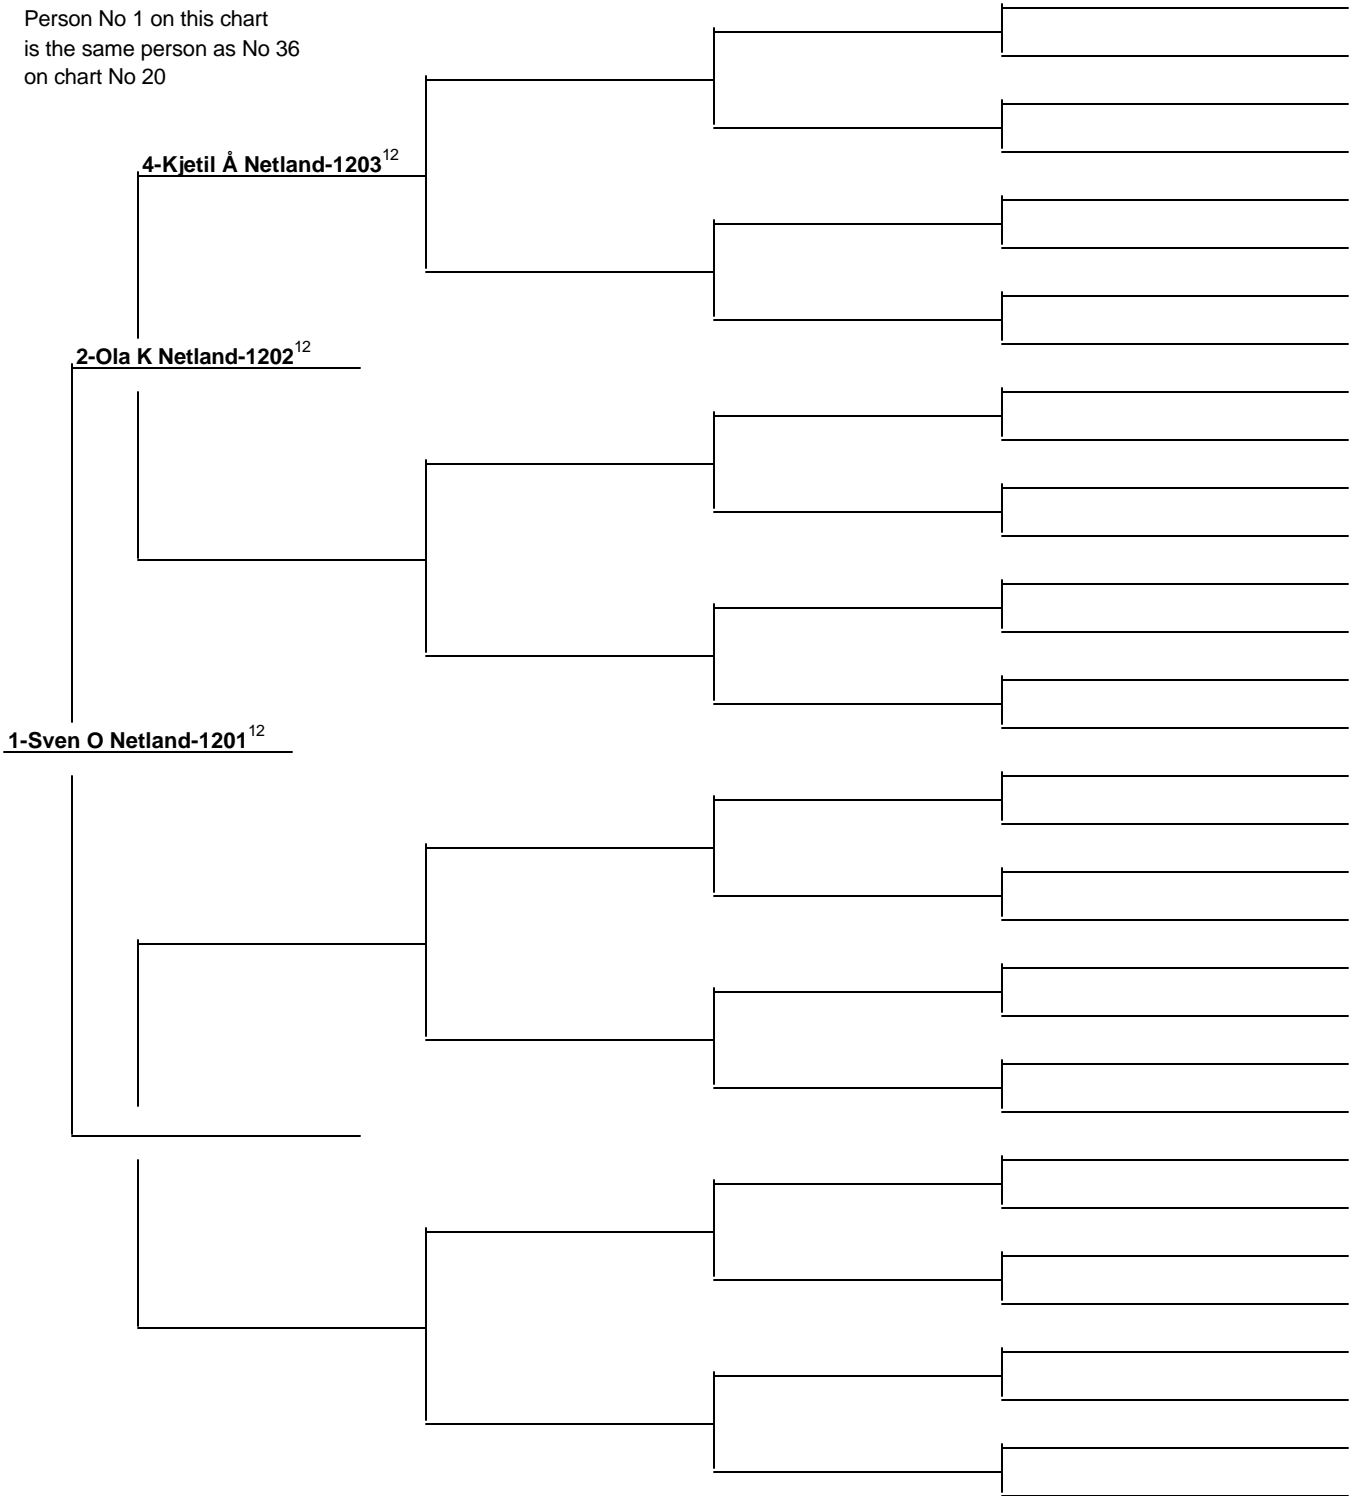 Person No 1 on this chart
is the same person as No 36
on chart No 20
4-Kjetil Å Netland-1203¹²
2-Ola K Netland-1202¹²
1-Sven O Netland-1201¹²